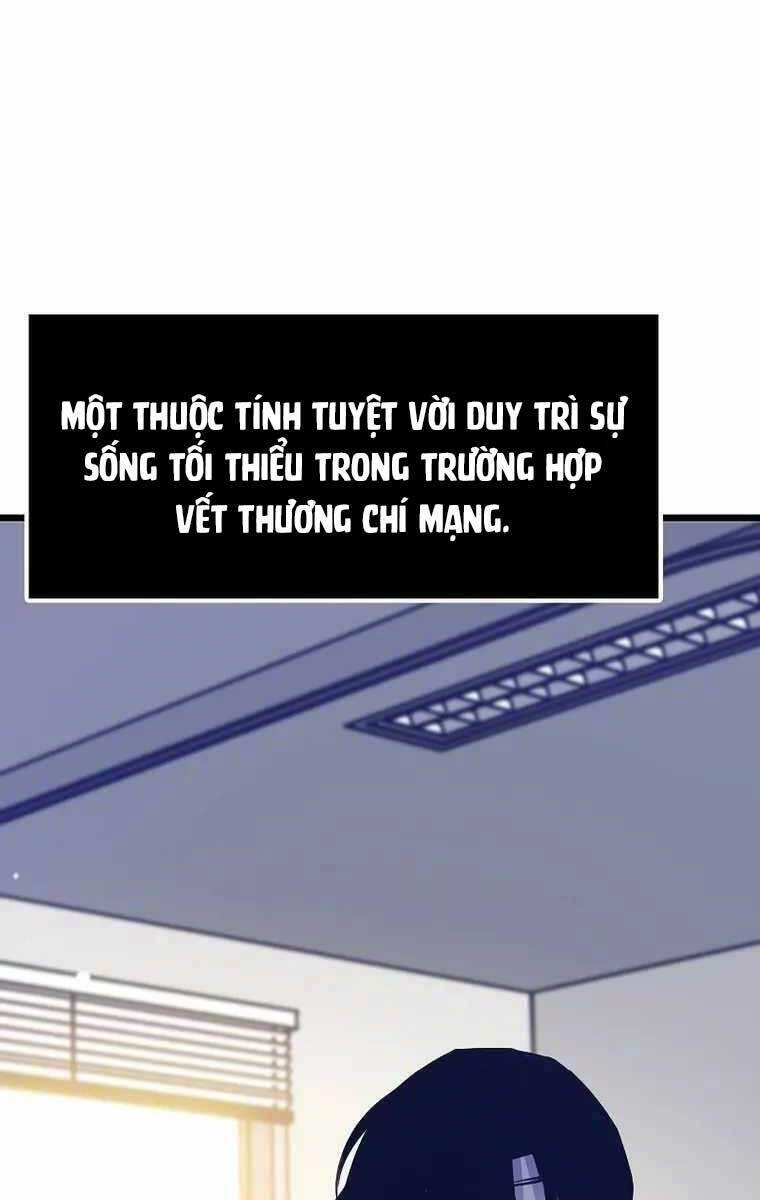 MỘT THUỘC TÍNH TUYỆT VỜI DUY TRÌ SỰ
SỐNG TỐI THIỂU TRONG TRƯỜNG HỢP
VẾT THƯƠNG CHÍ MẠNG.